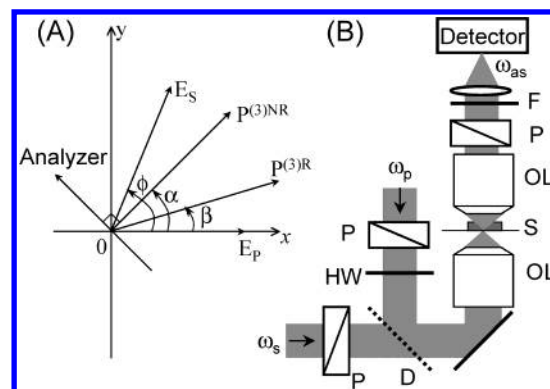 (A)
y
E_S
P^(3)NR
P^(3)R
Analyzer
ϕ
α
β
0
E_P
x
(B)
Detector
ω_as
F
P
OL
ω_p
P
S
HW
OL
ω_s
P
D